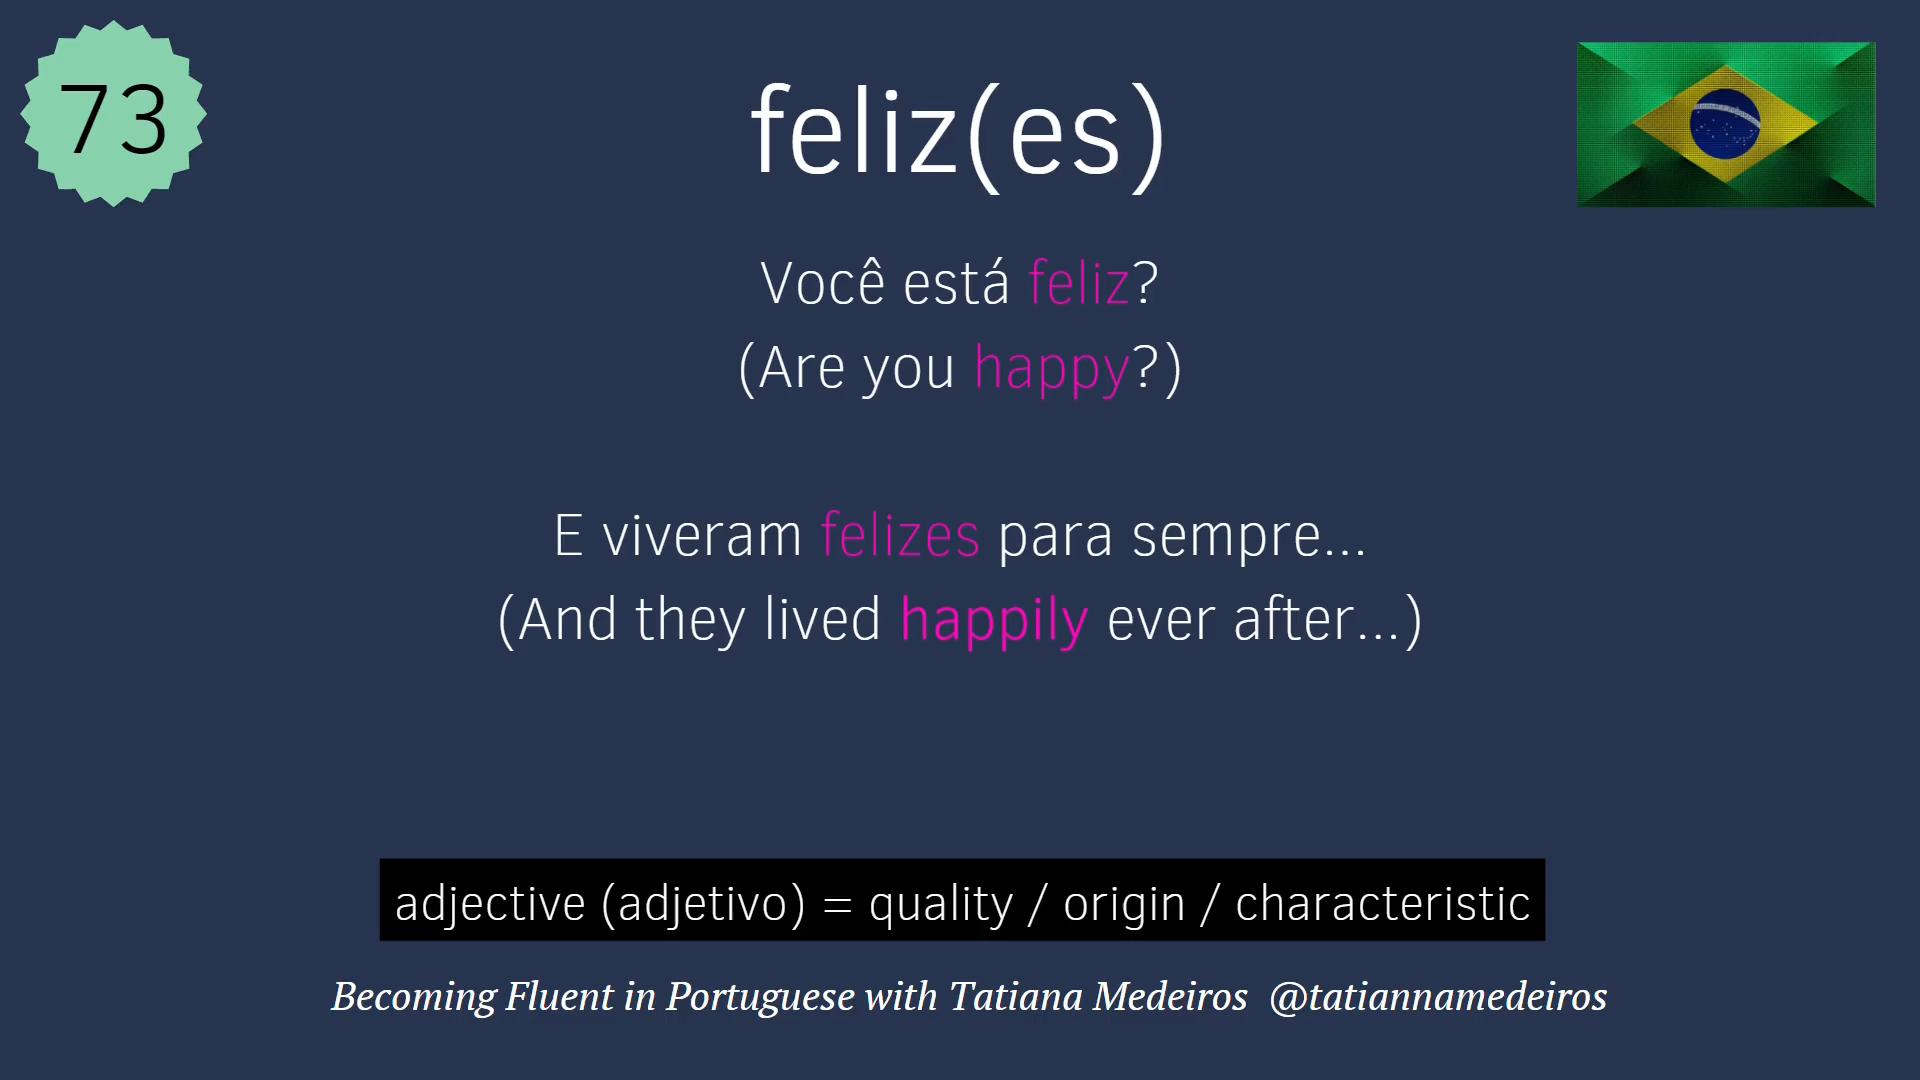 73
feliz(es)
Você está feliz?
(Are you happy?)
E viveram felizes para sempre...
(And they lived happily ever after...)
adjective (adjetivo) = quality / origin / characteristic
Becoming Fluent in Portuguese with Tatiana Medeiros @tatiannamedeiros